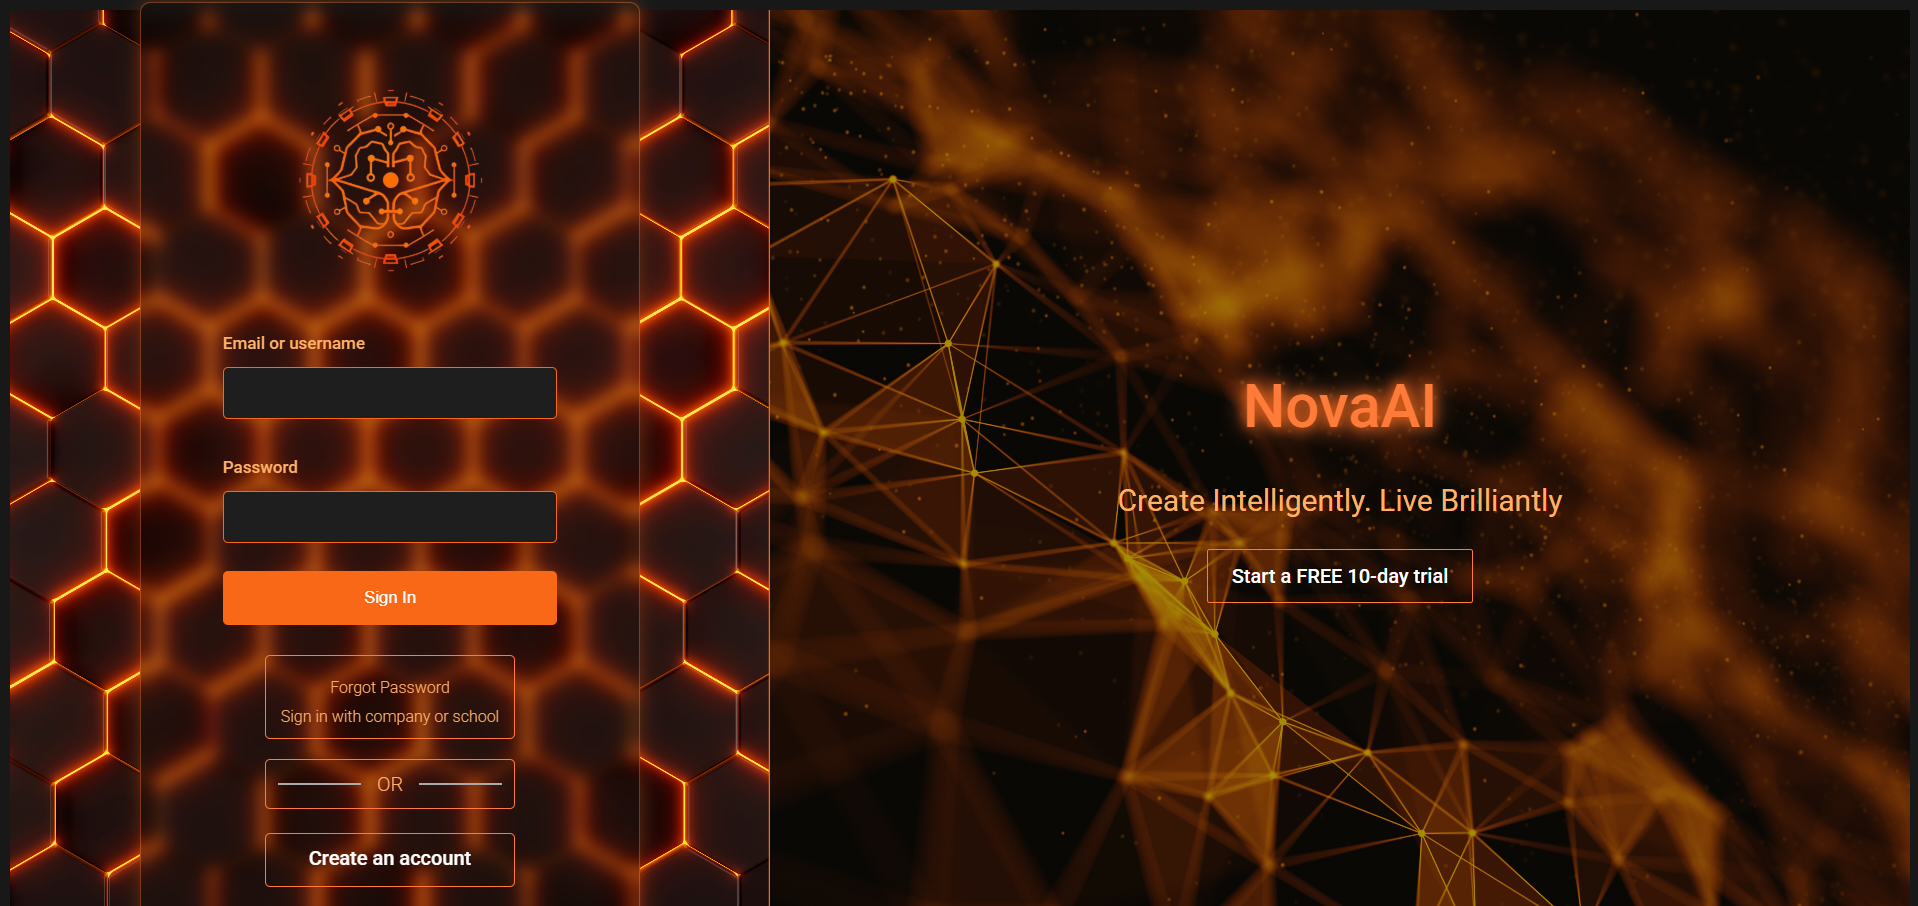 Email or username
Password
Sign In
Forgot Password
Sign in with company or school
OR
Create an account
NovaAI
Create Intelligently. Live Brilliantly
Start a FREE 10-day trial